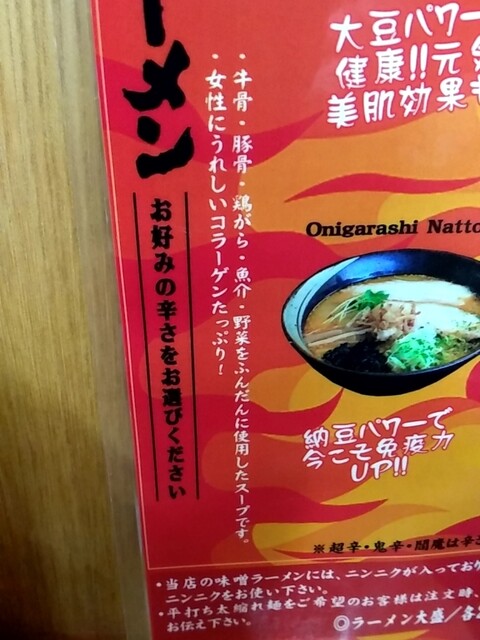 ーメン
お好みの辛さをお選びください
・牛骨・豚骨・鶏がら・魚介・野菜をふんだんに使用したスープです。
・女性にうれしいコラーゲンたっぷり！
大豆パワー
健康!!元気
美肌効果も
Onigarashi Natto
納豆パワーで
今こそ免疫力
UP!!
※超辛・鬼辛・閻魔は辛さ
・当店の味噌ラーメンには、ニンニクが入っており
ニンニクをお使い下さい。
・平打ち太縮れ麺をご希望のお客様は注文時、
お伝え下さい。
◎ラーメン大盛／各